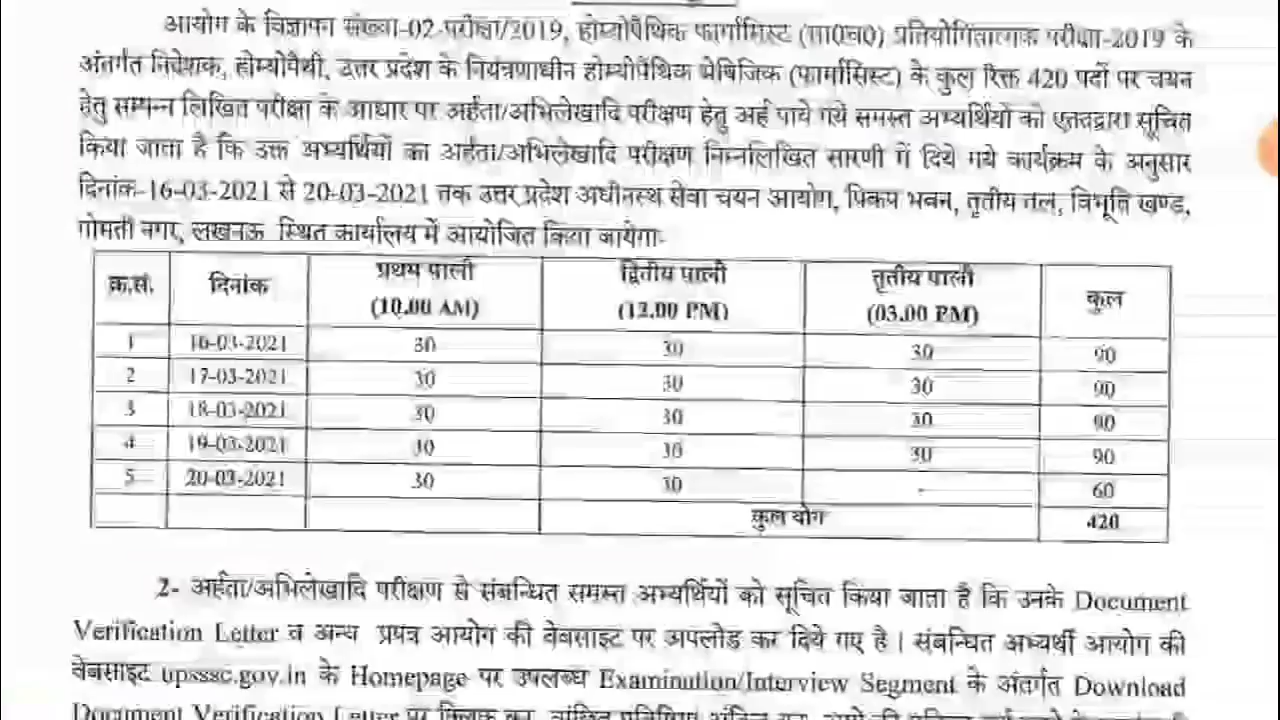 आयोग के विज्ञापन संख्या-02-परीक्षा/2019, होम्योपैथिक फार्मासिस्ट (सा0च0) प्रतियोगितात्मक परीक्षा-2019 के
अंतर्गत निदेशक, होम्योपैथी, उत्तर प्रदेश के नियंत्रणाधीन होम्योपैथिक भेषजिक (फार्मासिस्ट) के कुल रिक्त 420 पदों पर चयन
हेतु सम्पन्न लिखित परीक्षा के आधार पर अर्हता/अभिलेखादि परीक्षण हेतु अर्ह पाये गये समस्त अभ्यर्थियों को एतदद्वारा सूचित
किया जाता है कि उक्त अभ्यर्थियों का अर्हता/अभिलेखादि परीक्षण निम्नलिखित सारणी में दिये गये कार्यक्रम के अनुसार
दिनांक-16-03-2021 से 20-03-2021 तक उत्तर प्रदेश अधीनस्थ सेवा चयन आयोग, पिकप भवन, तृतीय तल, विभूति खण्ड,
गोमती नगर, लखनऊ स्थित कार्यालय में आयोजित किया जायेगा-
क्र.सं. दिनांक प्रथम पाली (10.00 AM) द्वितीय पाली (12.00 PM) तृतीय पाली (03.00 PM) कुल
1 16-03-2021 30 30 30 90
2 17-03-2021 30 30 30 90
3 18-03-2021 30 30 30 90
4 19-03-2021 30 30 30 90
5 20-03-2021 30 30 - 60
कुल योग 420
2- अर्हता/अभिलेखादि परीक्षण से संबन्धित समस्त अभ्यर्थियों को सूचित किया जाता है कि उनके Document
Verification Letter व अन्य प्रपत्र आयोग की वेबसाइट पर अपलोड कर दिये गए है। संबन्धित अभ्यर्थी आयोग की
वेबसाइट upsssc.gov.in के Homepage पर उपलब्ध Examination/Interview Segment के अंतर्गत Download
Document Verification Letter पर क्लिक कर